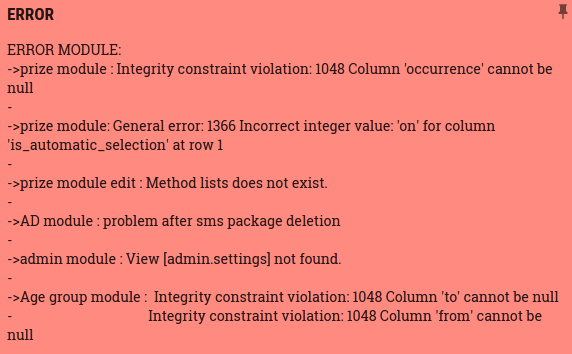 ERROR
ERROR MODULE:
->prize module : Integrity constraint violation: 1048 Column 'occurrence' cannot be
null
-
->prize module: General error: 1366 Incorrect integer value: 'on' for column
'is_automatic_selection' at row 1
-
->prize module edit : Method lists does not exist.
-
->AD module : problem after sms package deletion
-
->admin module : View [admin.settings] not found.
-
->Age group module :  Integrity constraint violation: 1048 Column 'to' cannot be null
- Integrity constraint violation: 1048 Column 'from' cannot be
null